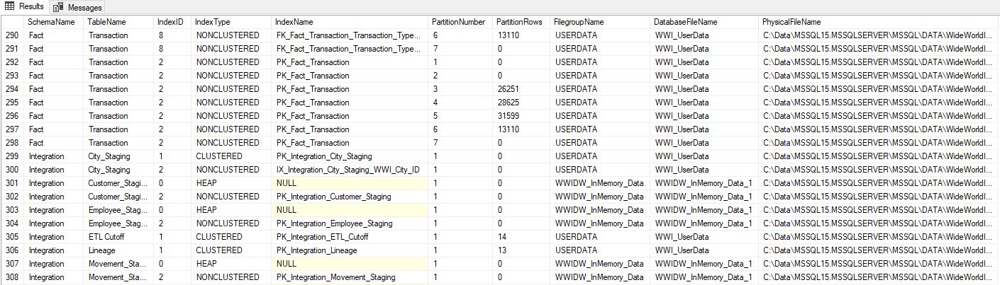 Results Messages
SchemaName TableName IndexID IndexType IndexName PartitionNumber PartitionRows FilegroupName DatabaseFileName PhysicalFileName
290 Fact Transaction 8 NONCLUSTERED FK_Fact_Transaction_Transaction_Type... 6 13110 USERDATA WWI_UserData C:\Data\MSSQL15.MSSQLSERVER\MSSQL\DATA\WideWorldI...
291 Fact Transaction 8 NONCLUSTERED FK_Fact_Transaction_Transaction_Type... 7 0 USERDATA WWI_UserData C:\Data\MSSQL15.MSSQLSERVER\MSSQL\DATA\WideWorldI...
292 Fact Transaction 2 NONCLUSTERED PK_Fact_Transaction 1 0 USERDATA WWI_UserData C:\Data\MSSQL15.MSSQLSERVER\MSSQL\DATA\WideWorldI...
293 Fact Transaction 2 NONCLUSTERED PK_Fact_Transaction 2 0 USERDATA WWI_UserData C:\Data\MSSQL15.MSSQLSERVER\MSSQL\DATA\WideWorldI...
294 Fact Transaction 2 NONCLUSTERED PK_Fact_Transaction 3 26251 USERDATA WWI_UserData C:\Data\MSSQL15.MSSQLSERVER\MSSQL\DATA\WideWorldI...
295 Fact Transaction 2 NONCLUSTERED PK_Fact_Transaction 4 28625 USERDATA WWI_UserData C:\Data\MSSQL15.MSSQLSERVER\MSSQL\DATA\WideWorldI...
296 Fact Transaction 2 NONCLUSTERED PK_Fact_Transaction 5 31599 USERDATA WWI_UserData C:\Data\MSSQL15.MSSQLSERVER\MSSQL\DATA\WideWorldI...
297 Fact Transaction 2 NONCLUSTERED PK_Fact_Transaction 6 13110 USERDATA WWI_UserData C:\Data\MSSQL15.MSSQLSERVER\MSSQL\DATA\WideWorldI...
298 Fact Transaction 2 NONCLUSTERED PK_Fact_Transaction 7 0 USERDATA WWI_UserData C:\Data\MSSQL15.MSSQLSERVER\MSSQL\DATA\WideWorldI...
299 Integration City_Staging 1 CLUSTERED PK_Integration_City_Staging 1 0 USERDATA WWI_UserData C:\Data\MSSQL15.MSSQLSERVER\MSSQL\DATA\WideWorldI...
300 Integration City_Staging 2 NONCLUSTERED IX_Integration_City_Staging_WWI_City_ID 1 0 USERDATA WWI_UserData C:\Data\MSSQL15.MSSQLSERVER\MSSQL\DATA\WideWorldI...
301 Integration Customer_Stagi... 0 HEAP NULL 1 0 WWIDW_InMemory_Data WWIDW_InMemory_Data_1 C:\Data\MSSQL15.MSSQLSERVER\MSSQL\DATA\WideWorldI...
302 Integration Customer_Stagi... 2 NONCLUSTERED PK_Integration_Customer_Staging 1 0 WWIDW_InMemory_Data WWIDW_InMemory_Data_1 C:\Data\MSSQL15.MSSQLSERVER\MSSQL\DATA\WideWorldI...
303 Integration Employee_Stag... 0 HEAP NULL 1 0 WWIDW_InMemory_Data WWIDW_InMemory_Data_1 C:\Data\MSSQL15.MSSQLSERVER\MSSQL\DATA\WideWorldI...
304 Integration Employee_Stag... 2 NONCLUSTERED PK_Integration_Employee_Staging 1 0 WWIDW_InMemory_Data WWIDW_InMemory_Data_1 C:\Data\MSSQL15.MSSQLSERVER\MSSQL\DATA\WideWorldI...
305 Integration ETL Cutoff 1 CLUSTERED PK_Integration_ETL_Cutoff 1 14 USERDATA WWI_UserData C:\Data\MSSQL15.MSSQLSERVER\MSSQL\DATA\WideWorldI...
306 Integration Lineage 1 CLUSTERED PK_Integration_Lineage 1 13 USERDATA WWI_UserData C:\Data\MSSQL15.MSSQLSERVER\MSSQL\DATA\WideWorldI...
307 Integration Movement_Sta... 0 HEAP NULL 1 0 WWIDW_InMemory_Data WWIDW_InMemory_Data_1 C:\Data\MSSQL15.MSSQLSERVER\MSSQL\DATA\WideWorldI...
308 Integration Movement_Sta... 2 NONCLUSTERED PK_Integration_Movement_Staging 1 0 WWIDW_InMemory_Data WWIDW_InMemory_Data_1 C:\Data\MSSQL15.MSSQLSERVER\MSSQL\DATA\WideWorldI...